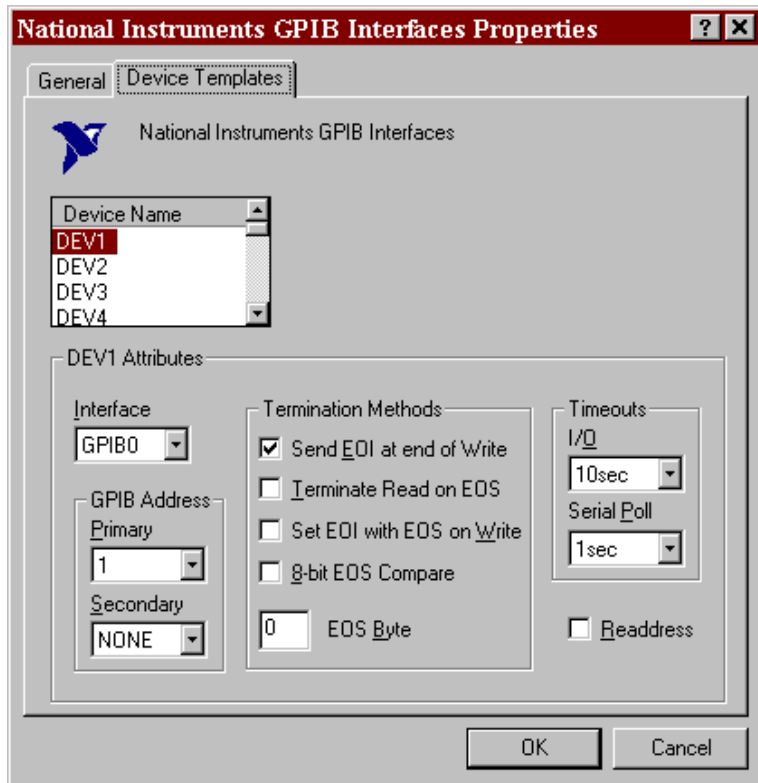 National Instruments GPIB Interfaces Properties
General
Device Templates
National Instruments GPIB Interfaces
Device Name
DEV1
DEV2
DEV3
DEV4
DEV1 Attributes
Interface
GPIB0
GPIB Address
Primary
1
Secondary
NONE
Termination Methods
Send EOI at end of Write
Terminate Read on EOS
Set EOI with EOS on Write
8-bit EOS Compare
0 EOS Byte
Timeouts
I/O
10sec
Serial Poll
1sec
Readdress
OK
Cancel